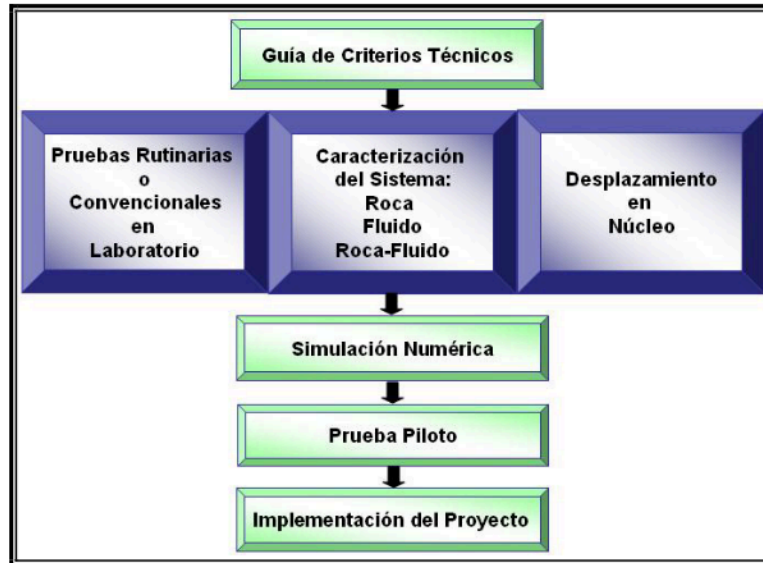 Guía de Criterios Técnicos
Pruebas Rutinarias
o
Convencionales
en
Laboratorio
Caracterización
del Sistema:
Roca
Fluido
Roca-Fluido
Desplazamiento
en
Núcleo
Simulación Numérica
Prueba Piloto
Implementación del Proyecto